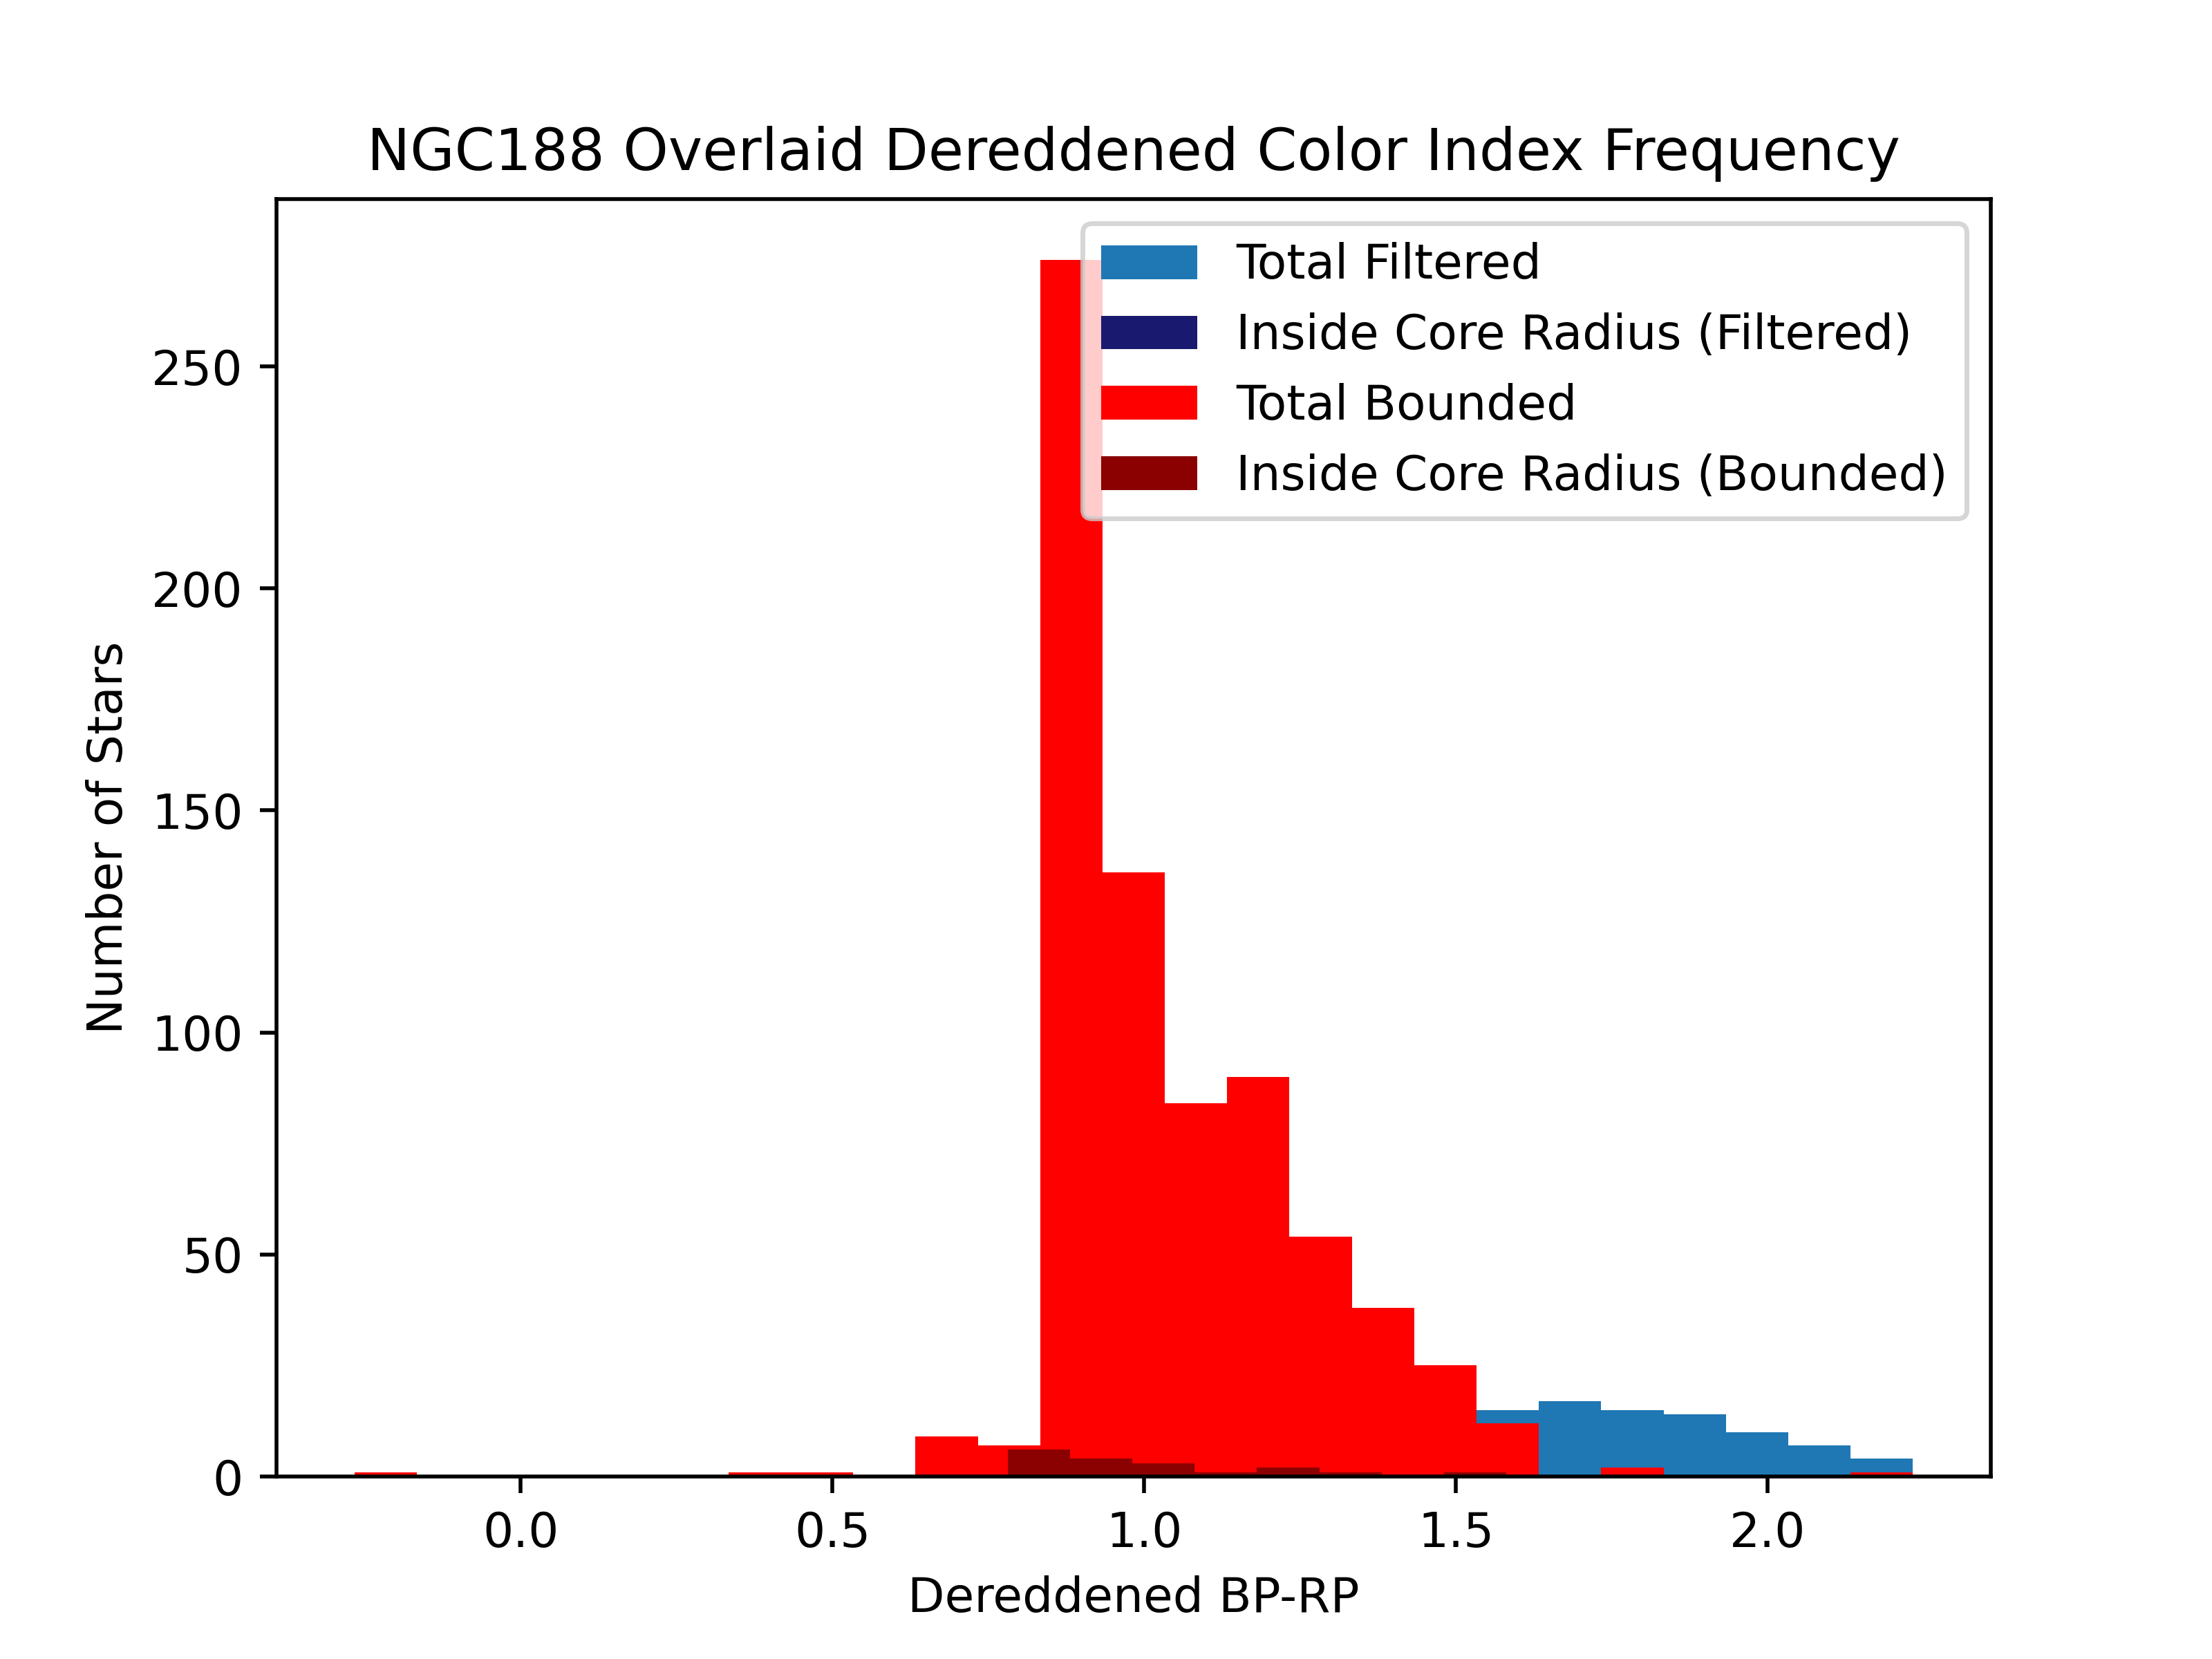 NGC188 Overlaid Dereddened Color Index Frequency
Total Filtered
Inside Core Radius (Filtered)
Total Bounded
Inside Core Radius (Bounded)
250
200
150
100
50
0
Number of Stars
0.0 0.5 1.0 1.5 2.0
Dereddened BP-RP